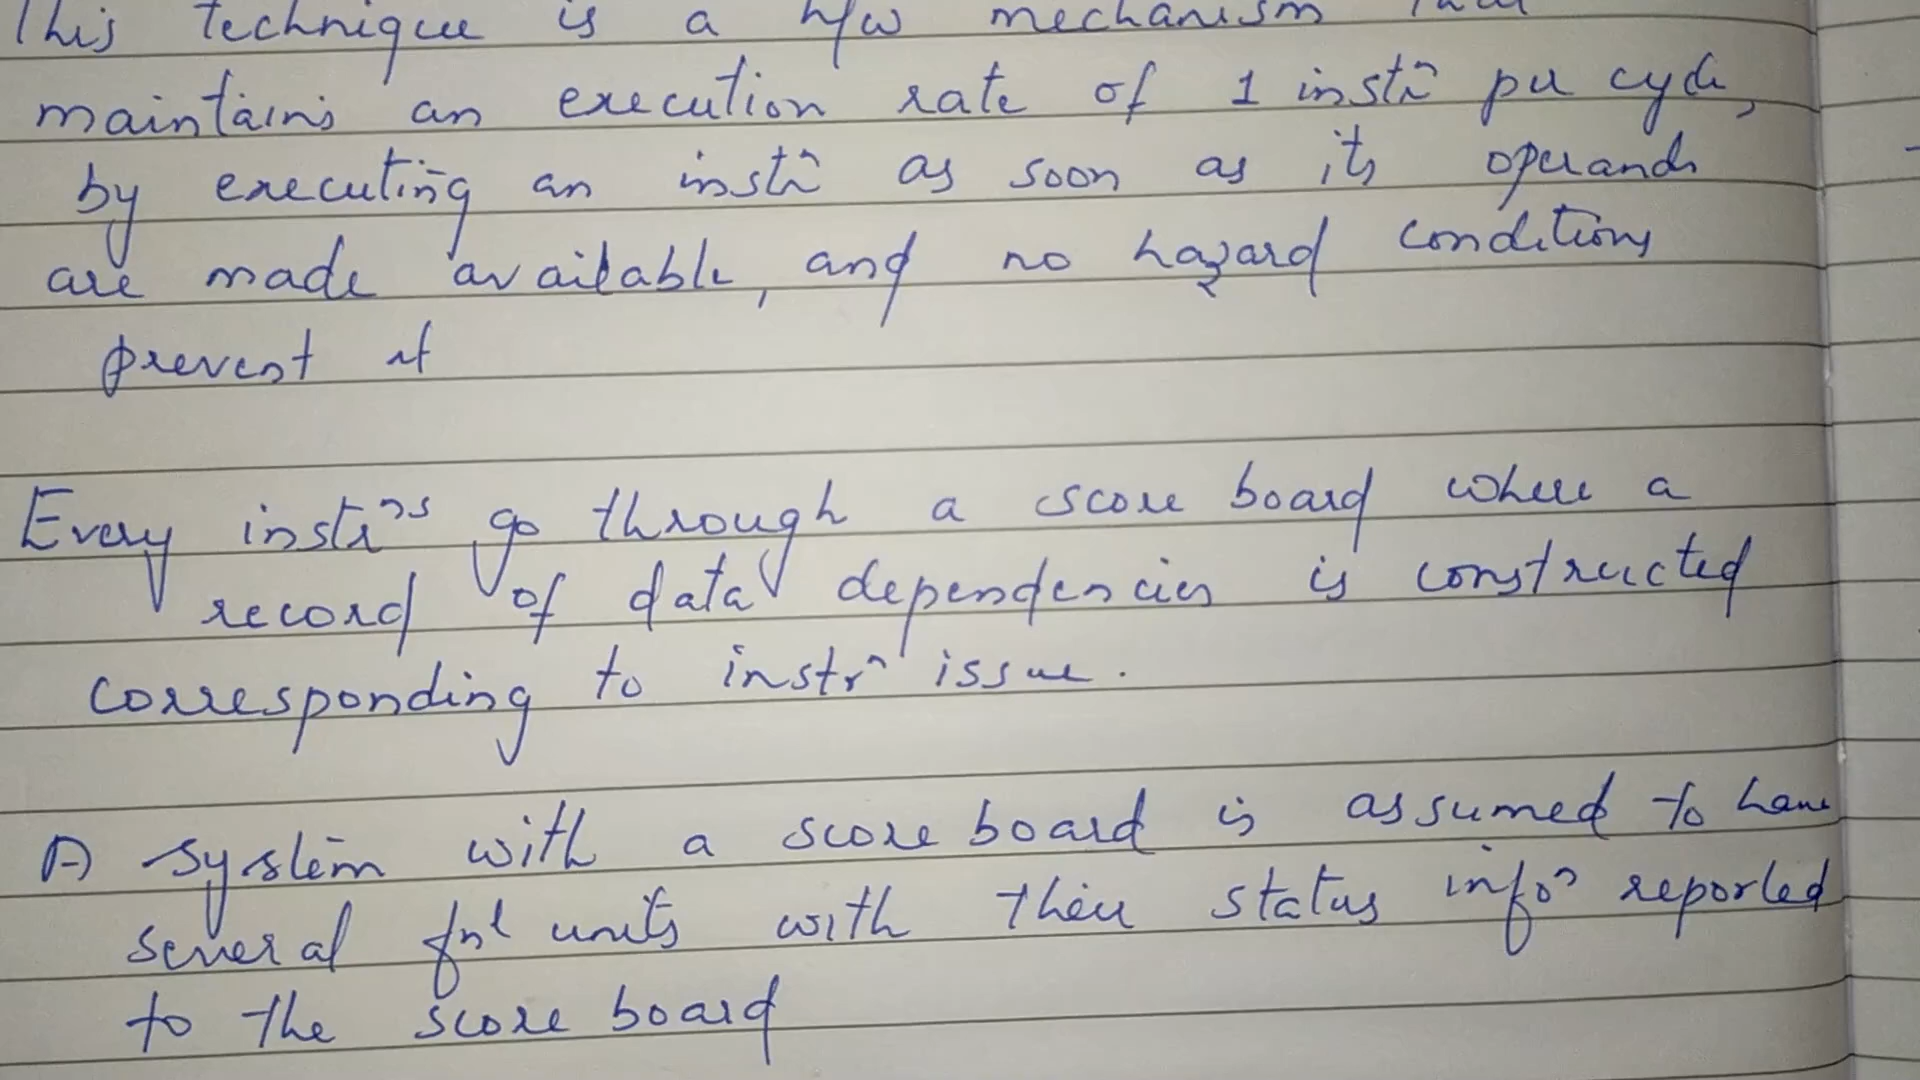 This technique is a h/w mechanism that
maintains an execution rate of 1 instrn per cycle,
by executing an instrn as soon as its operands
are made available, and no hazard conditions
prevent it
Every instrns go through a score board where a
record of data dependencies is constructed
corresponding to instrn issue.
A system with a score board is assumed to have
several fnl units with their status infon reported
to the score board